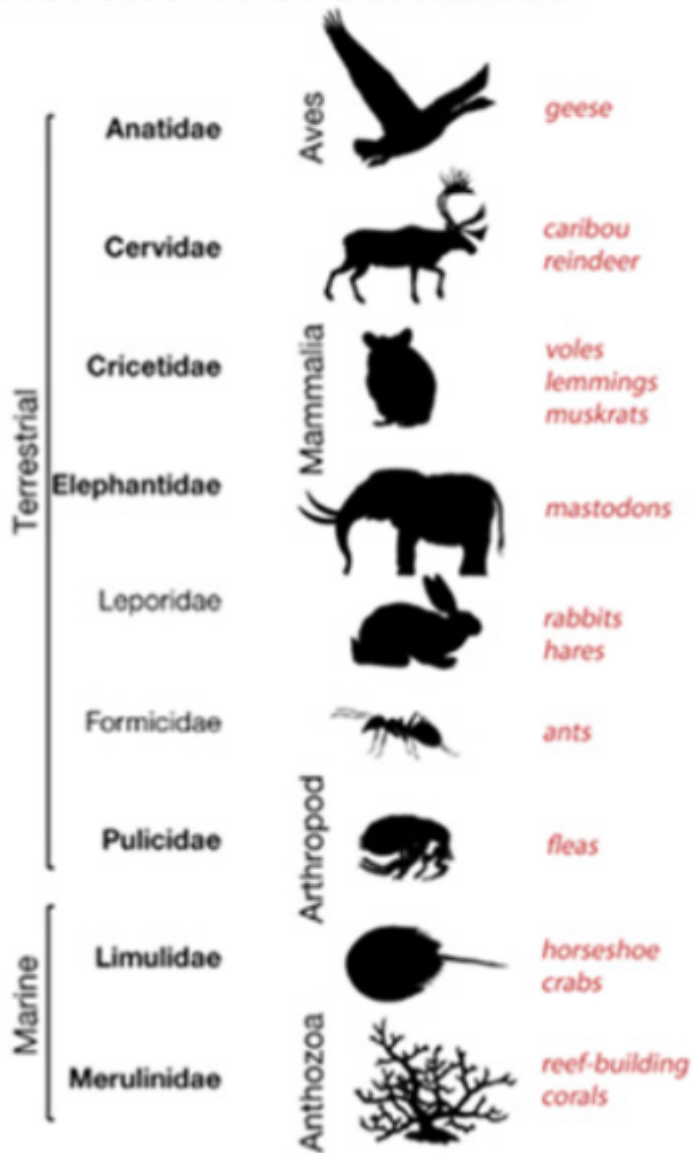 Terrestrial
Anatidae
Aves
geese
Cervidae
caribou
reindeer
Mammalia
Cricetidae
voles
lemmings
muskrats
Elephantidae
mastodons
Leporidae
rabbits
hares
Formicidae
ants
Arthropod
Pulicidae
fleas
Marine
Limulidae
horseshoe
crabs
Anthozoa
Merulinidae
reef-building
corals